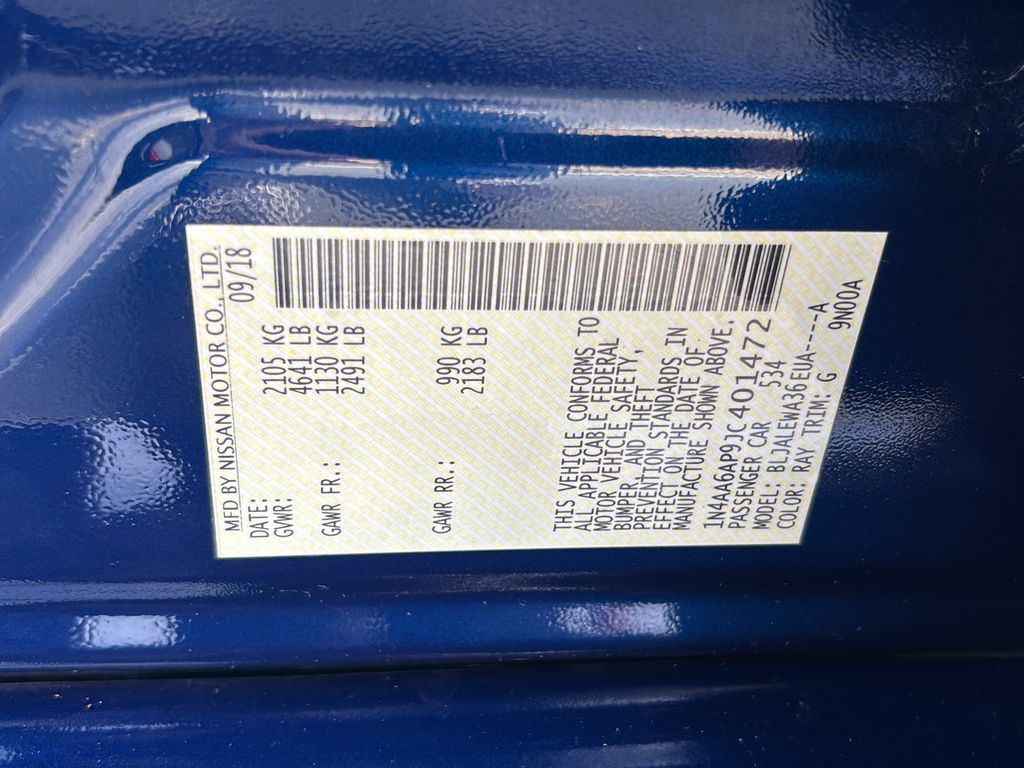 MFD BY NISSAN MOTOR CO., LTD.
DATE: 09/18
GVWR: 2105 KG
4641 LB
GAWR FR.: 1130 KG
2491 LB
GAWR RR.: 990 KG
2183 LB
THIS VEHICLE CONFORMS TO
ALL APPLICABLE FEDERAL
MOTOR VEHICLE SAFETY,
BUMPER, AND THEFT
PREVENTION STANDARDS IN
EFFECT ON THE DATE OF
MANUFACTURE SHOWN ABOVE.
1N4AA6AP9JC401472
PASSENGER CAR 534
MODEL: BLJALEWA36EUA----A
COLOR: RAY TRIM: G 9N00A